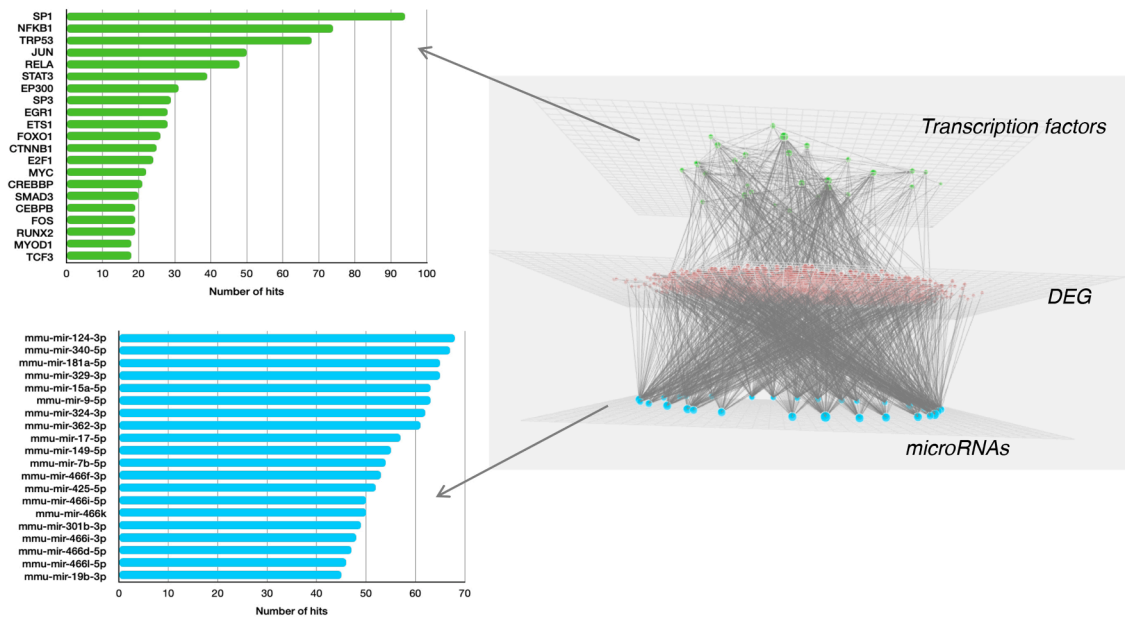 SP1
NFKB1
TRP53
JUN
RELA
STAT3
EP300
SP3
EGR1
ETS1
FOXO1
CTNNB1
E2F1
MYC
CREBBP
SMAD3
CEBPB
FOS
RUNX2
MYOD1
TCF3
0 10 20 30 40 50 60 70 80 90 100
Number of hits
Transcription factors
DEG
microRNAs
mmu-mir-124-3p
mmu-mir-340-5p
mmu-mir-181a-5p
mmu-mir-329-3p
mmu-mir-15a-5p
mmu-mir-9-5p
mmu-mir-324-3p
mmu-mir-362-3p
mmu-mir-17-5p
mmu-mir-149-5p
mmu-mir-7b-5p
mmu-mir-466f-3p
mmu-mir-425-5p
mmu-mir-466i-5p
mmu-mir-466k
mmu-mir-301b-3p
mmu-mir-466i-3p
mmu-mir-466d-5p
mmu-mir-466l-5p
mmu-mir-19b-3p
0 10 20 30 40 50 60 70
Number of hits